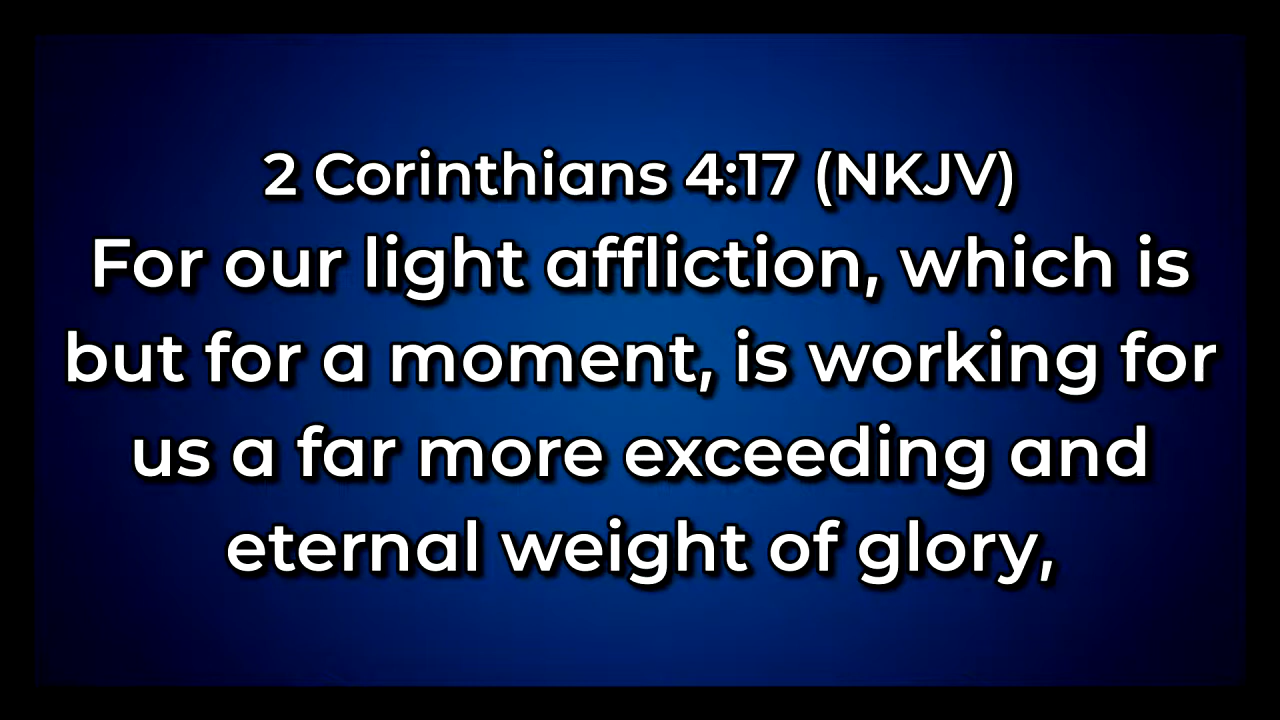 2 Corinthians 4:17 (NKJV)
For our light affliction, which is
but for a moment, is working for
us a far more exceeding and
eternal weight of glory,